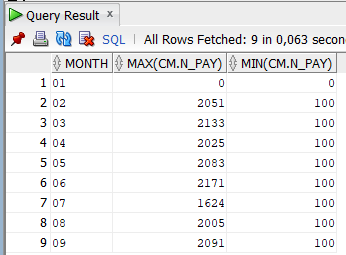 Query Result ×
SQL | All Rows Fetched: 9 in 0,063 secon
MONTH MAX(CM.N_PAY) MIN(CM.N_PAY)
1 01 0 0
2 02 2051 100
3 03 2133 100
4 04 2025 100
5 05 2083 100
6 06 2171 100
7 07 1624 100
8 08 2005 100
9 09 2091 100